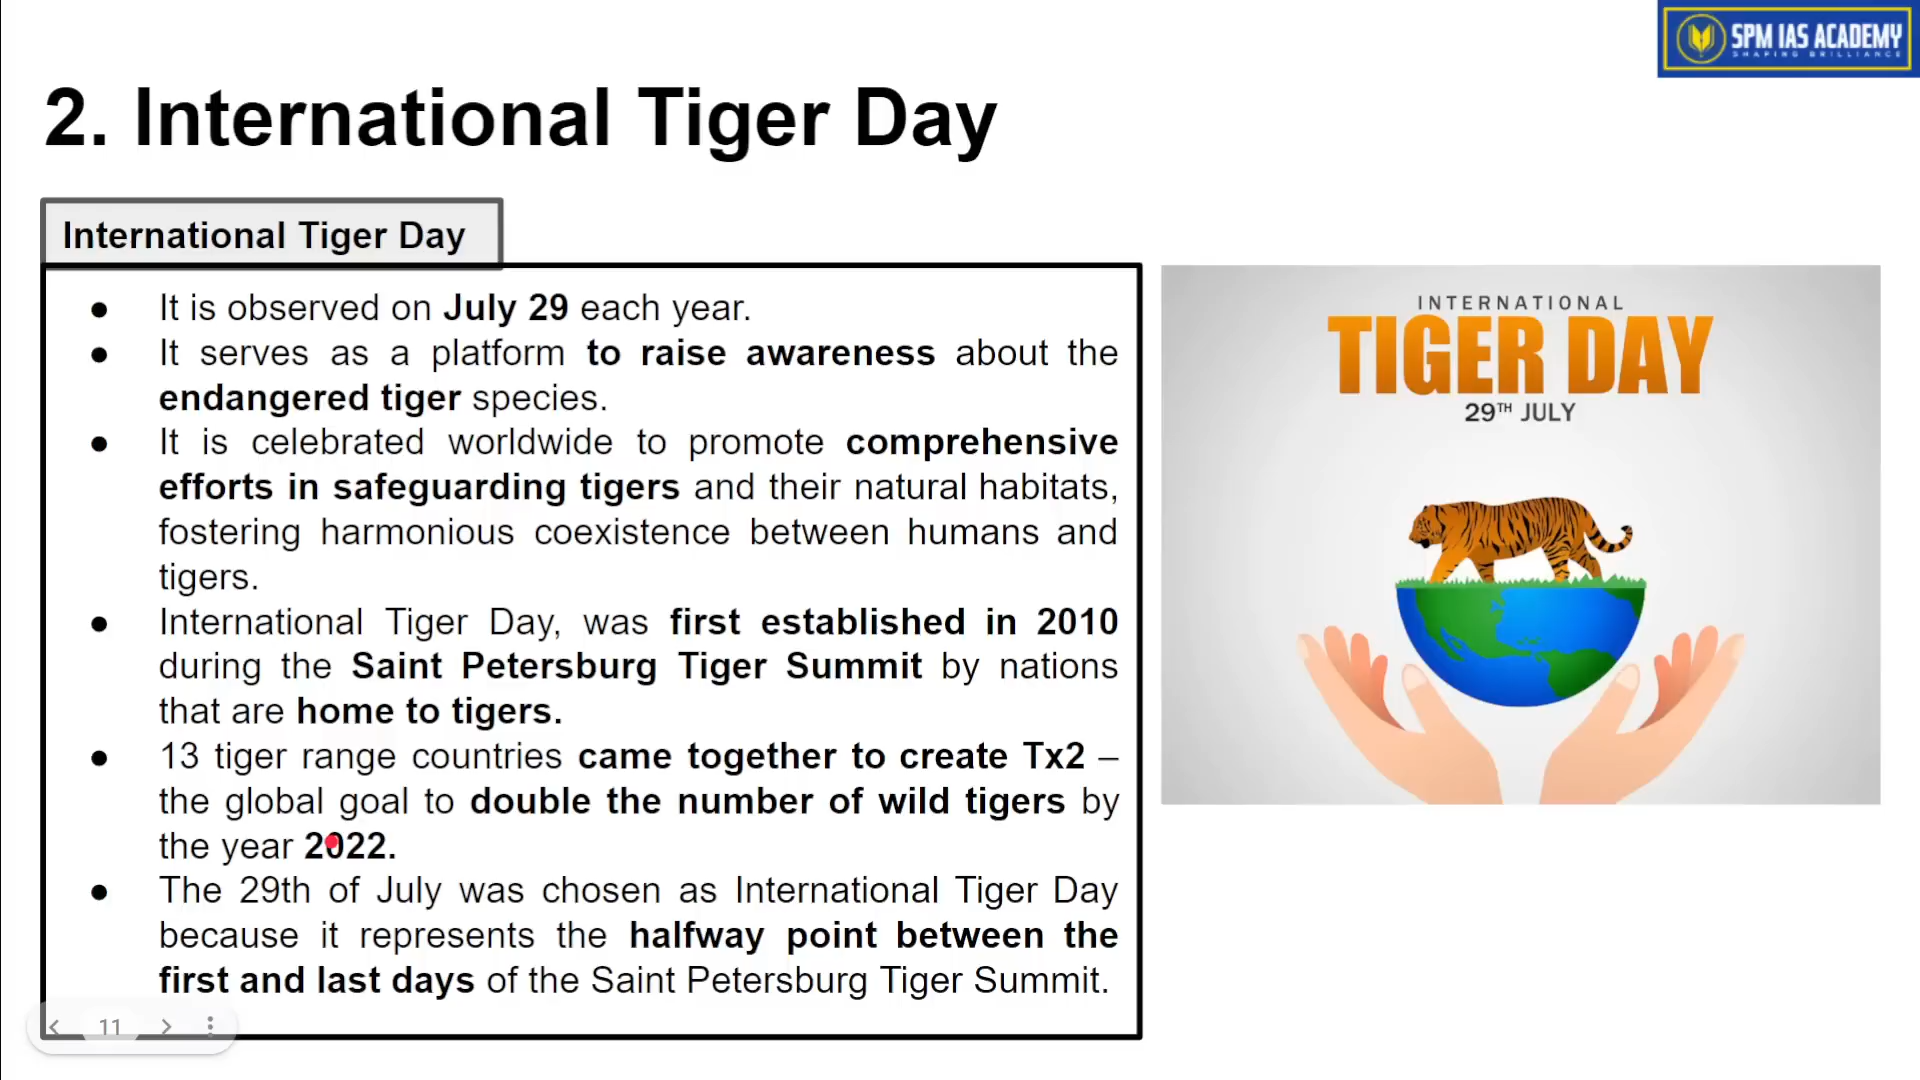 SPM IAS ACADEMY
SHAPING BRILLIANCE
2. International Tiger Day
International Tiger Day
● It is observed on July 29 each year.
● It serves as a platform to raise awareness about the
endangered tiger species.
● It is celebrated worldwide to promote comprehensive
efforts in safeguarding tigers and their natural habitats,
fostering harmonious coexistence between humans and
tigers.
● International Tiger Day, was first established in 2010
during the Saint Petersburg Tiger Summit by nations
that are home to tigers.
● 13 tiger range countries came together to create Tx2 –
the global goal to double the number of wild tigers by
the year 2022.
● The 29th of July was chosen as International Tiger Day
because it represents the halfway point between the
first and last days of the Saint Petersburg Tiger Summit.
INTERNATIONAL
TIGER DAY
29TH JULY
11